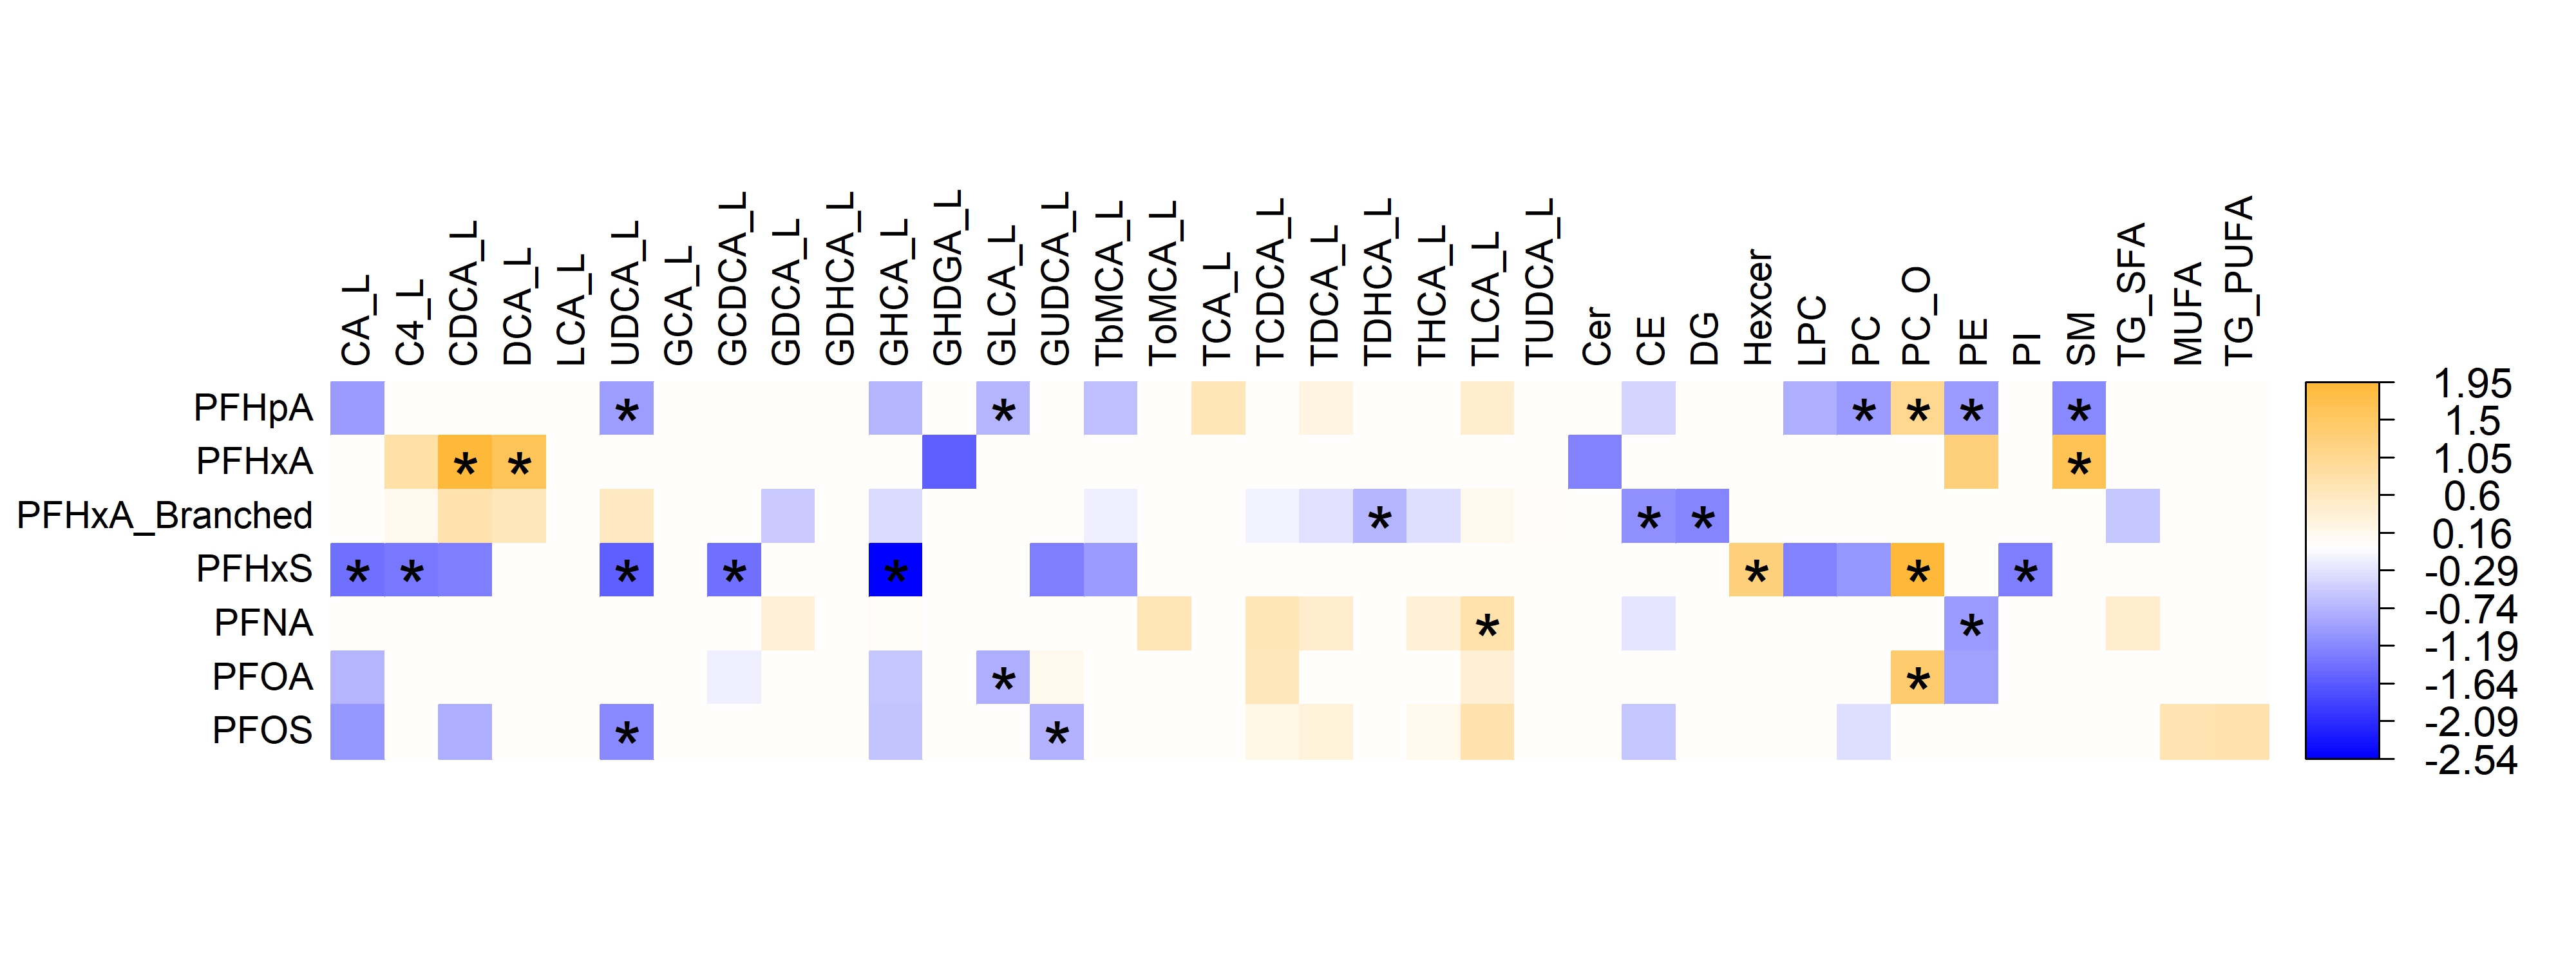 CA_L
C4_L
CDCA_L
DCA_L
LCA_L
UDCA_L
GCA_L
GCDCA_L
GDCA_L
GDHCA_L
GHCA_L
GHDGA_L
GLCA_L
GUDCA_L
TbMCA_L
ToMCA_L
TCA_L
TCDCA_L
TDCA_L
TDHCA_L
THCA_L
TLCA_L
TUDCA_L
Cer
CE
DG
Hexcer
LPC
PC
PC_O
PE
PI
SM
TG_SFA
MUFA
TG_PUFA
PFHpA * * * * * *
PFHxA * * *
PFHxA_Branched * * *
PFHxS * * * * * * * *
PFNA * *
PFOA * *
PFOS * *
1.95
1.5
1.05
0.6
0.16
-0.29
-0.74
-1.19
-1.64
-2.09
-2.54